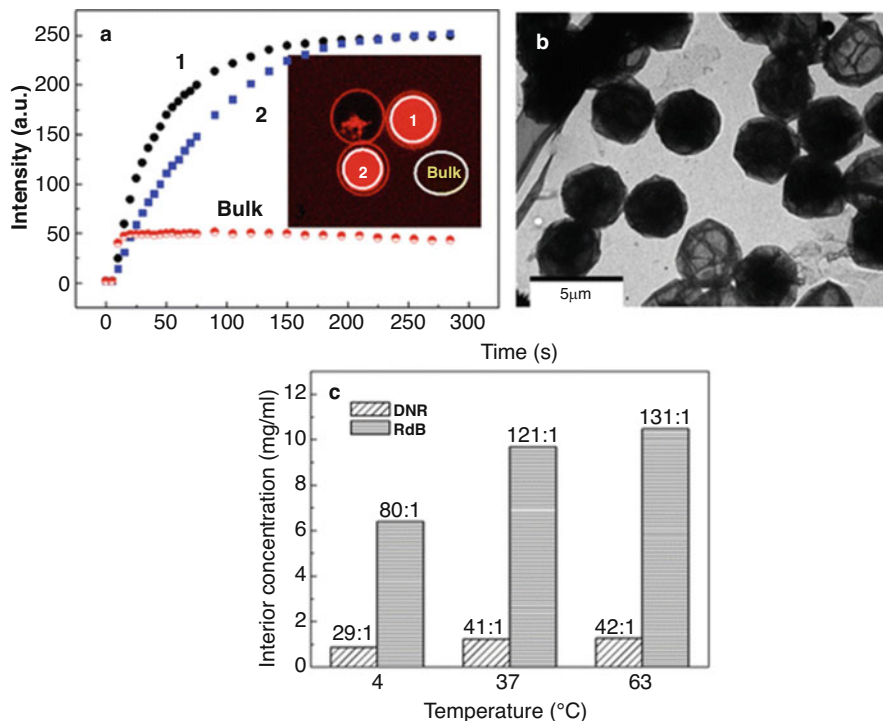 a
Intensity (a.u.)
250
200
150
100
50
0
1
2
Bulk
1
2
Bulk
0 50 100 150 200 250 300
Time (s)
b
5μm
c
DNR
RdB
Interior concentration (mg/ml)
12
10
8
6
4
2
0
29:1
80:1
41:1
121:1
42:1
131:1
4 37 63
Temperature (°C)